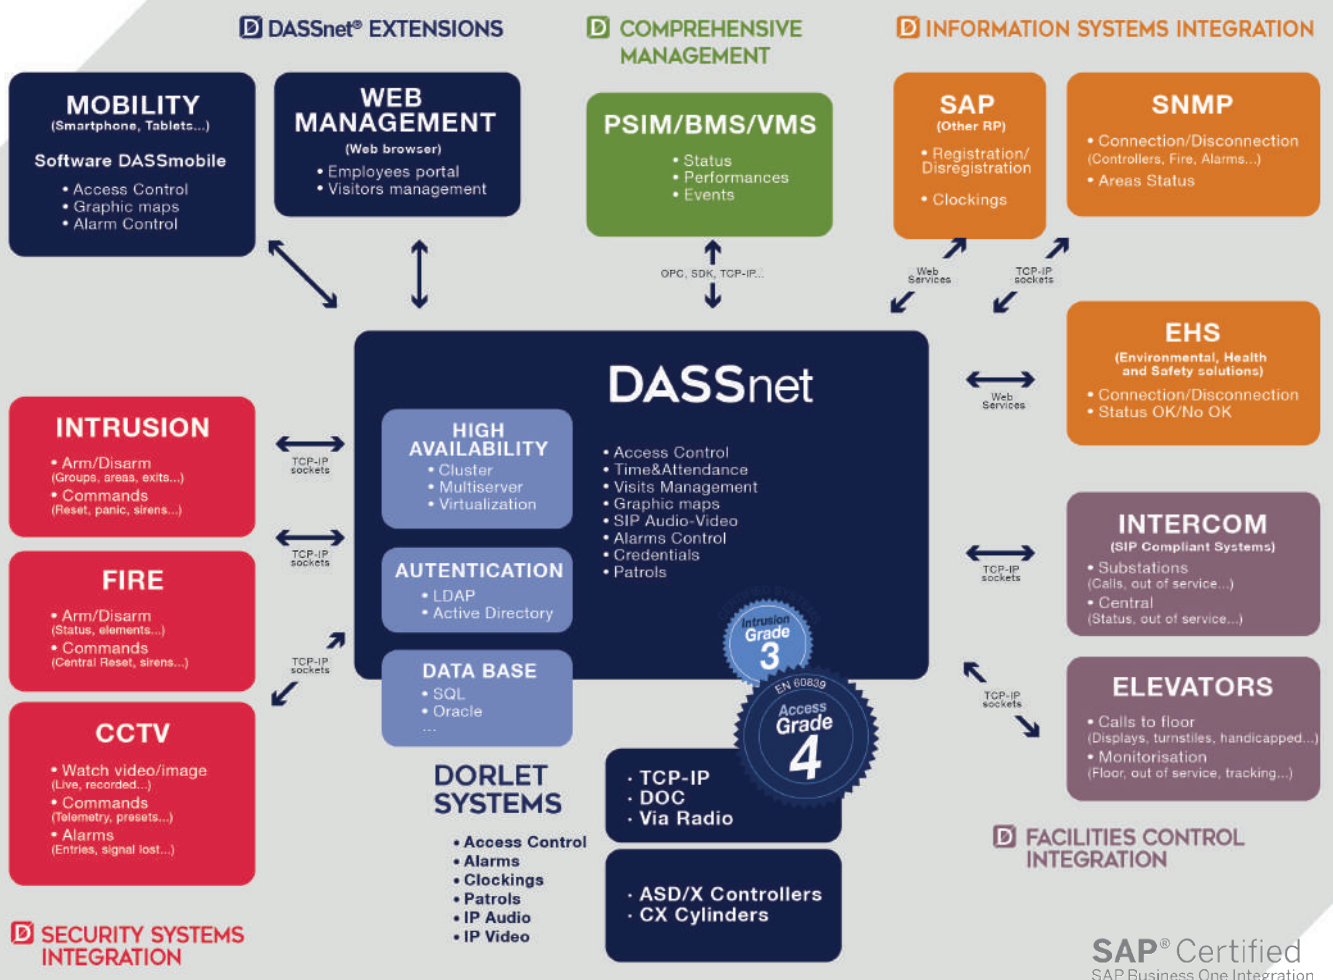 DASSnet® EXTENSIONS
COMPREHENSIVE
MANAGEMENT
INFORMATION SYSTEMS INTEGRATION
MOBILITY
(Smartphone, Tablets...)
Software DASSmobile
• Access Control
• Graphic maps
• Alarm Control
WEB
MANAGEMENT
(Web browser)
• Employees portal
• Visitors management
PSIM/BMS/VMS
• Status
• Performances
• Events
SAP
(Other RP)
• Registration/
Disregistration
• Clockings
SNMP
• Connection/Disconnection
(Controllers, Fire, Alarms...)
• Areas Status
OPC, SDK, TCP-IP...
Web
Services
TCP-IP
sockets
EHS
(Environmental, Health
and Safety solutions)
• Connection/Disconnection
• Status OK/No OK
Web
Services
DASSnet
• Access Control
• Time&Attendance
• Visits Management
• Graphic maps
• SIP Audio-Video
• Alarms Control
• Credentials
• Patrols
HIGH
AVAILABILITY
• Cluster
• Multiserver
• Virtualization
AUTENTICATION
• LDAP
• Active Directory
DATA BASE
• SQL
• Oracle
...
CERTIFIED SYSTEMS
Intrusion
Grade
3
EN 60839
Access
Grade
4
INTRUSION
• Arm/Disarm
(Groups, areas, exits...)
• Commands
(Reset, panic, sirens...)
TCP-IP
sockets
FIRE
• Arm/Disarm
(Status, elements...)
• Commands
(Central Reset, sirens...)
TCP-IP
sockets
CCTV
• Watch video/image
(Live, recorded...)
• Commands
(Telemetry, presets...)
• Alarms
(Entries, signal lost...)
TCP-IP
sockets
SECURITY SYSTEMS
INTEGRATION
INTERCOM
(SIP Compliant Systems)
• Substations
(Calls, out of service...)
• Central
(Status, out of service...)
TCP-IP
sockets
ELEVATORS
• Calls to floor
(Displays, turnstiles, handicapped...)
• Monitorisation
(Floor, out of service, tracking...)
TCP-IP
sockets
FACILITIES CONTROL
INTEGRATION
DORLET
SYSTEMS
• Access Control
• Alarms
• Clockings
• Patrols
• IP Audio
• IP Video
· TCP-IP
· DOC
· Via Radio
· ASD/X Controllers
· CX Cylinders
SAP® Certified
SAP Business One Integration